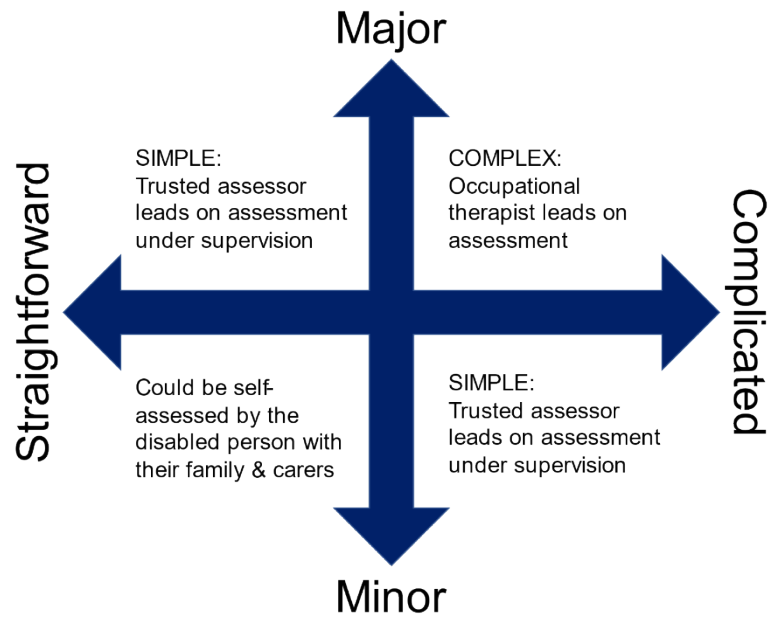 Major
Straightforward
SIMPLE:
Trusted assessor
leads on assessment
under supervision
COMPLEX:
Occupational
therapist leads on
assessment
Complicated
Could be self-
assessed by the
disabled person with
their family & carers
SIMPLE:
Trusted assessor
leads on assessment
under supervision
Minor